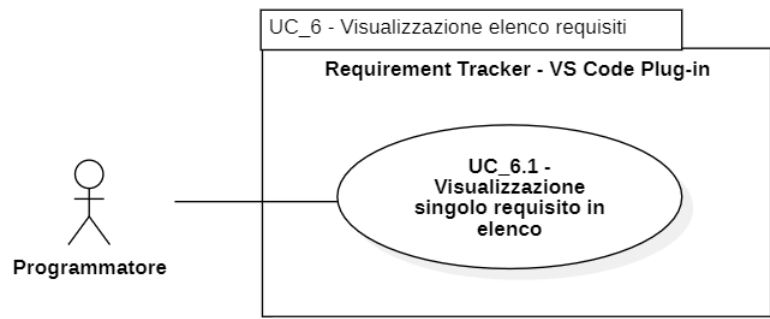 UC_6 - Visualizzazione elenco requisiti
Requirement Tracker - VS Code Plug-in
UC_6.1 -
Visualizzazione
singolo requisito in
elenco
Programmatore